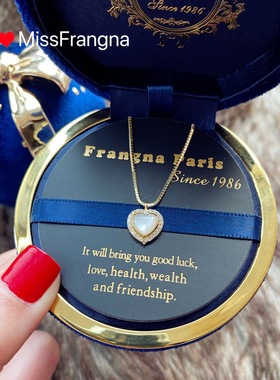 MissFrangna
Since 1986
Frangna Paris
Since 1986
It will bring you good luck,
love, health, wealth
and friendship.